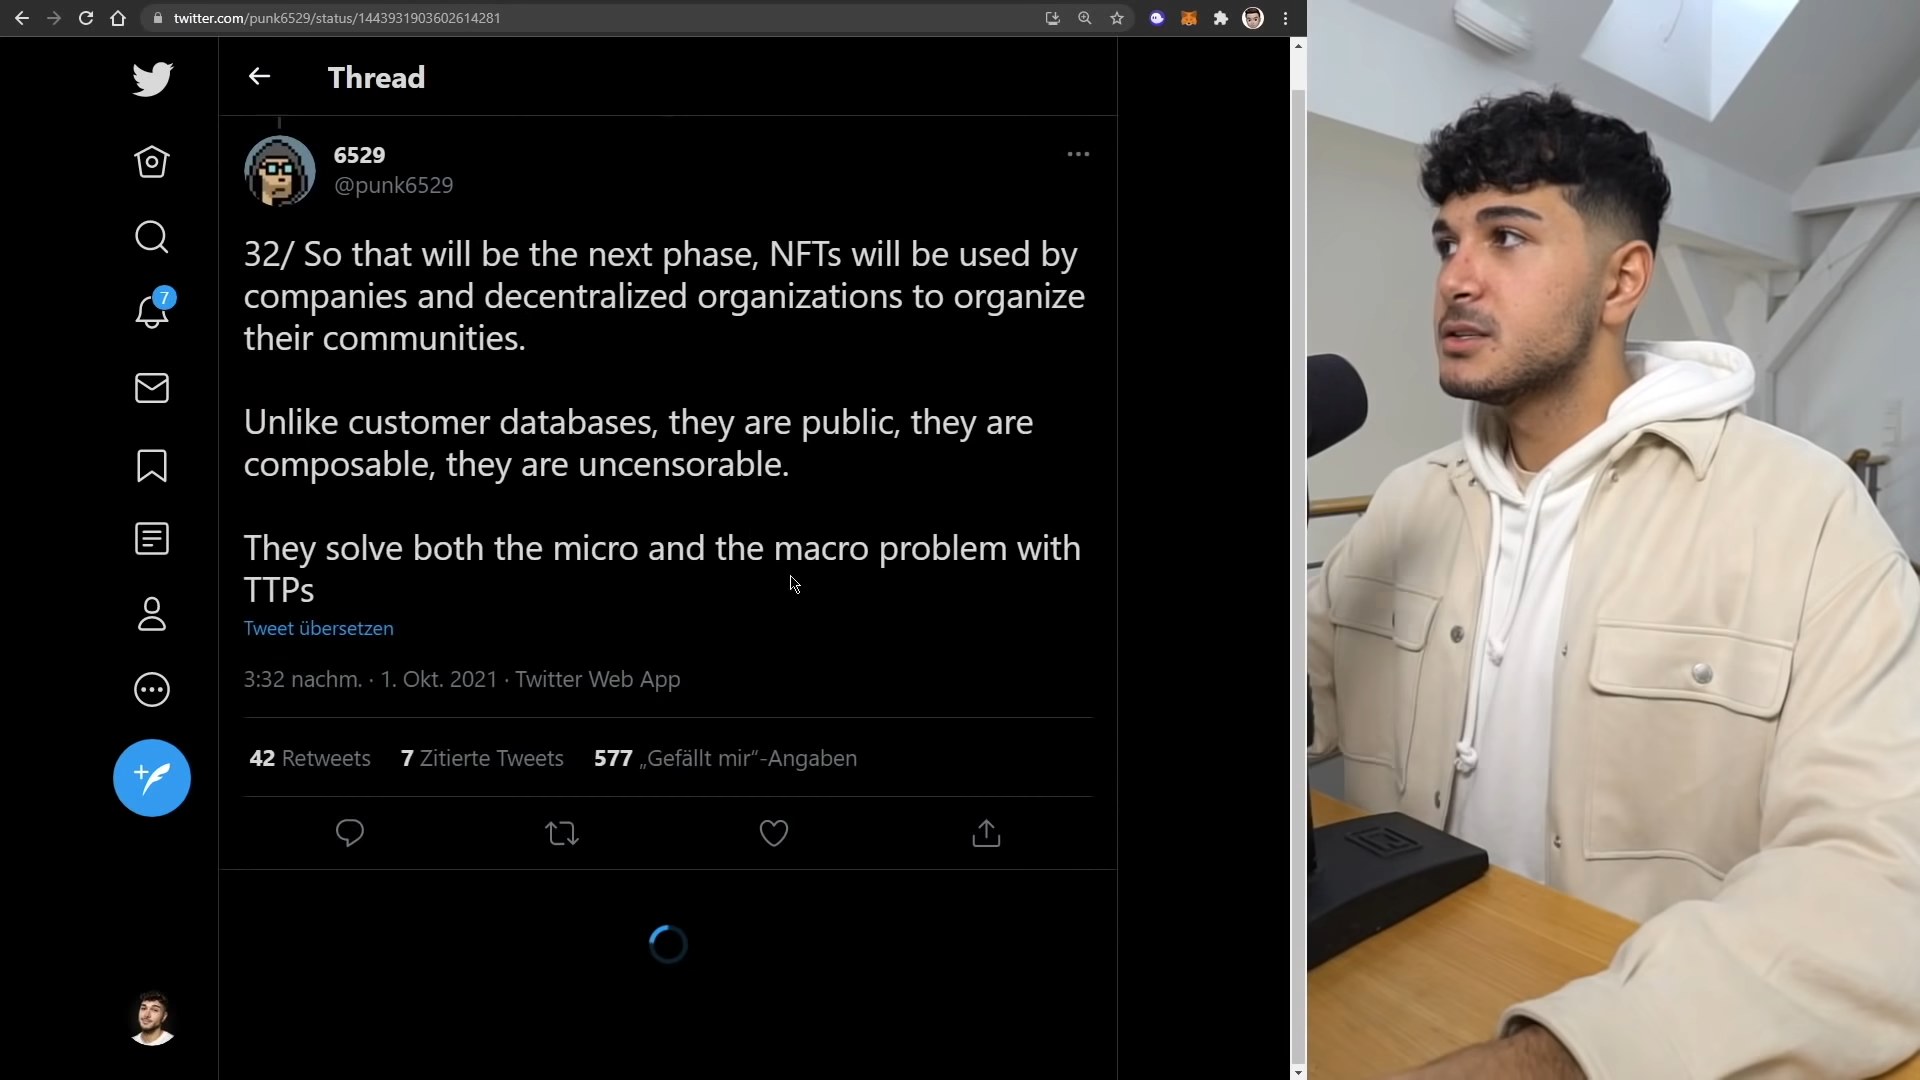 twitter.com/punk6529/status/1443931903602614281
Thread
6529
@punk6529
32/ So that will be the next phase, NFTs will be used by
companies and decentralized organizations to organize
their communities.
Unlike customer databases, they are public, they are
composable, they are uncensorable.
They solve both the micro and the macro problem with
TTPs
Tweet übersetzen
3:32 nachm. · 1. Okt. 2021 · Twitter Web App
42 Retweets 7 Zitierte Tweets 577 „Gefällt mir“-Angaben
7